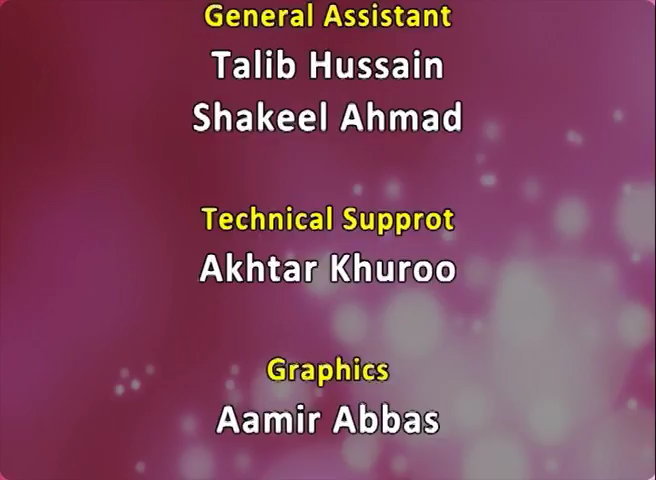 General Assistant
Talib Hussain
Shakeel Ahmad
Technical Supprot
Akhtar Khuroo
Graphics
Aamir Abbas